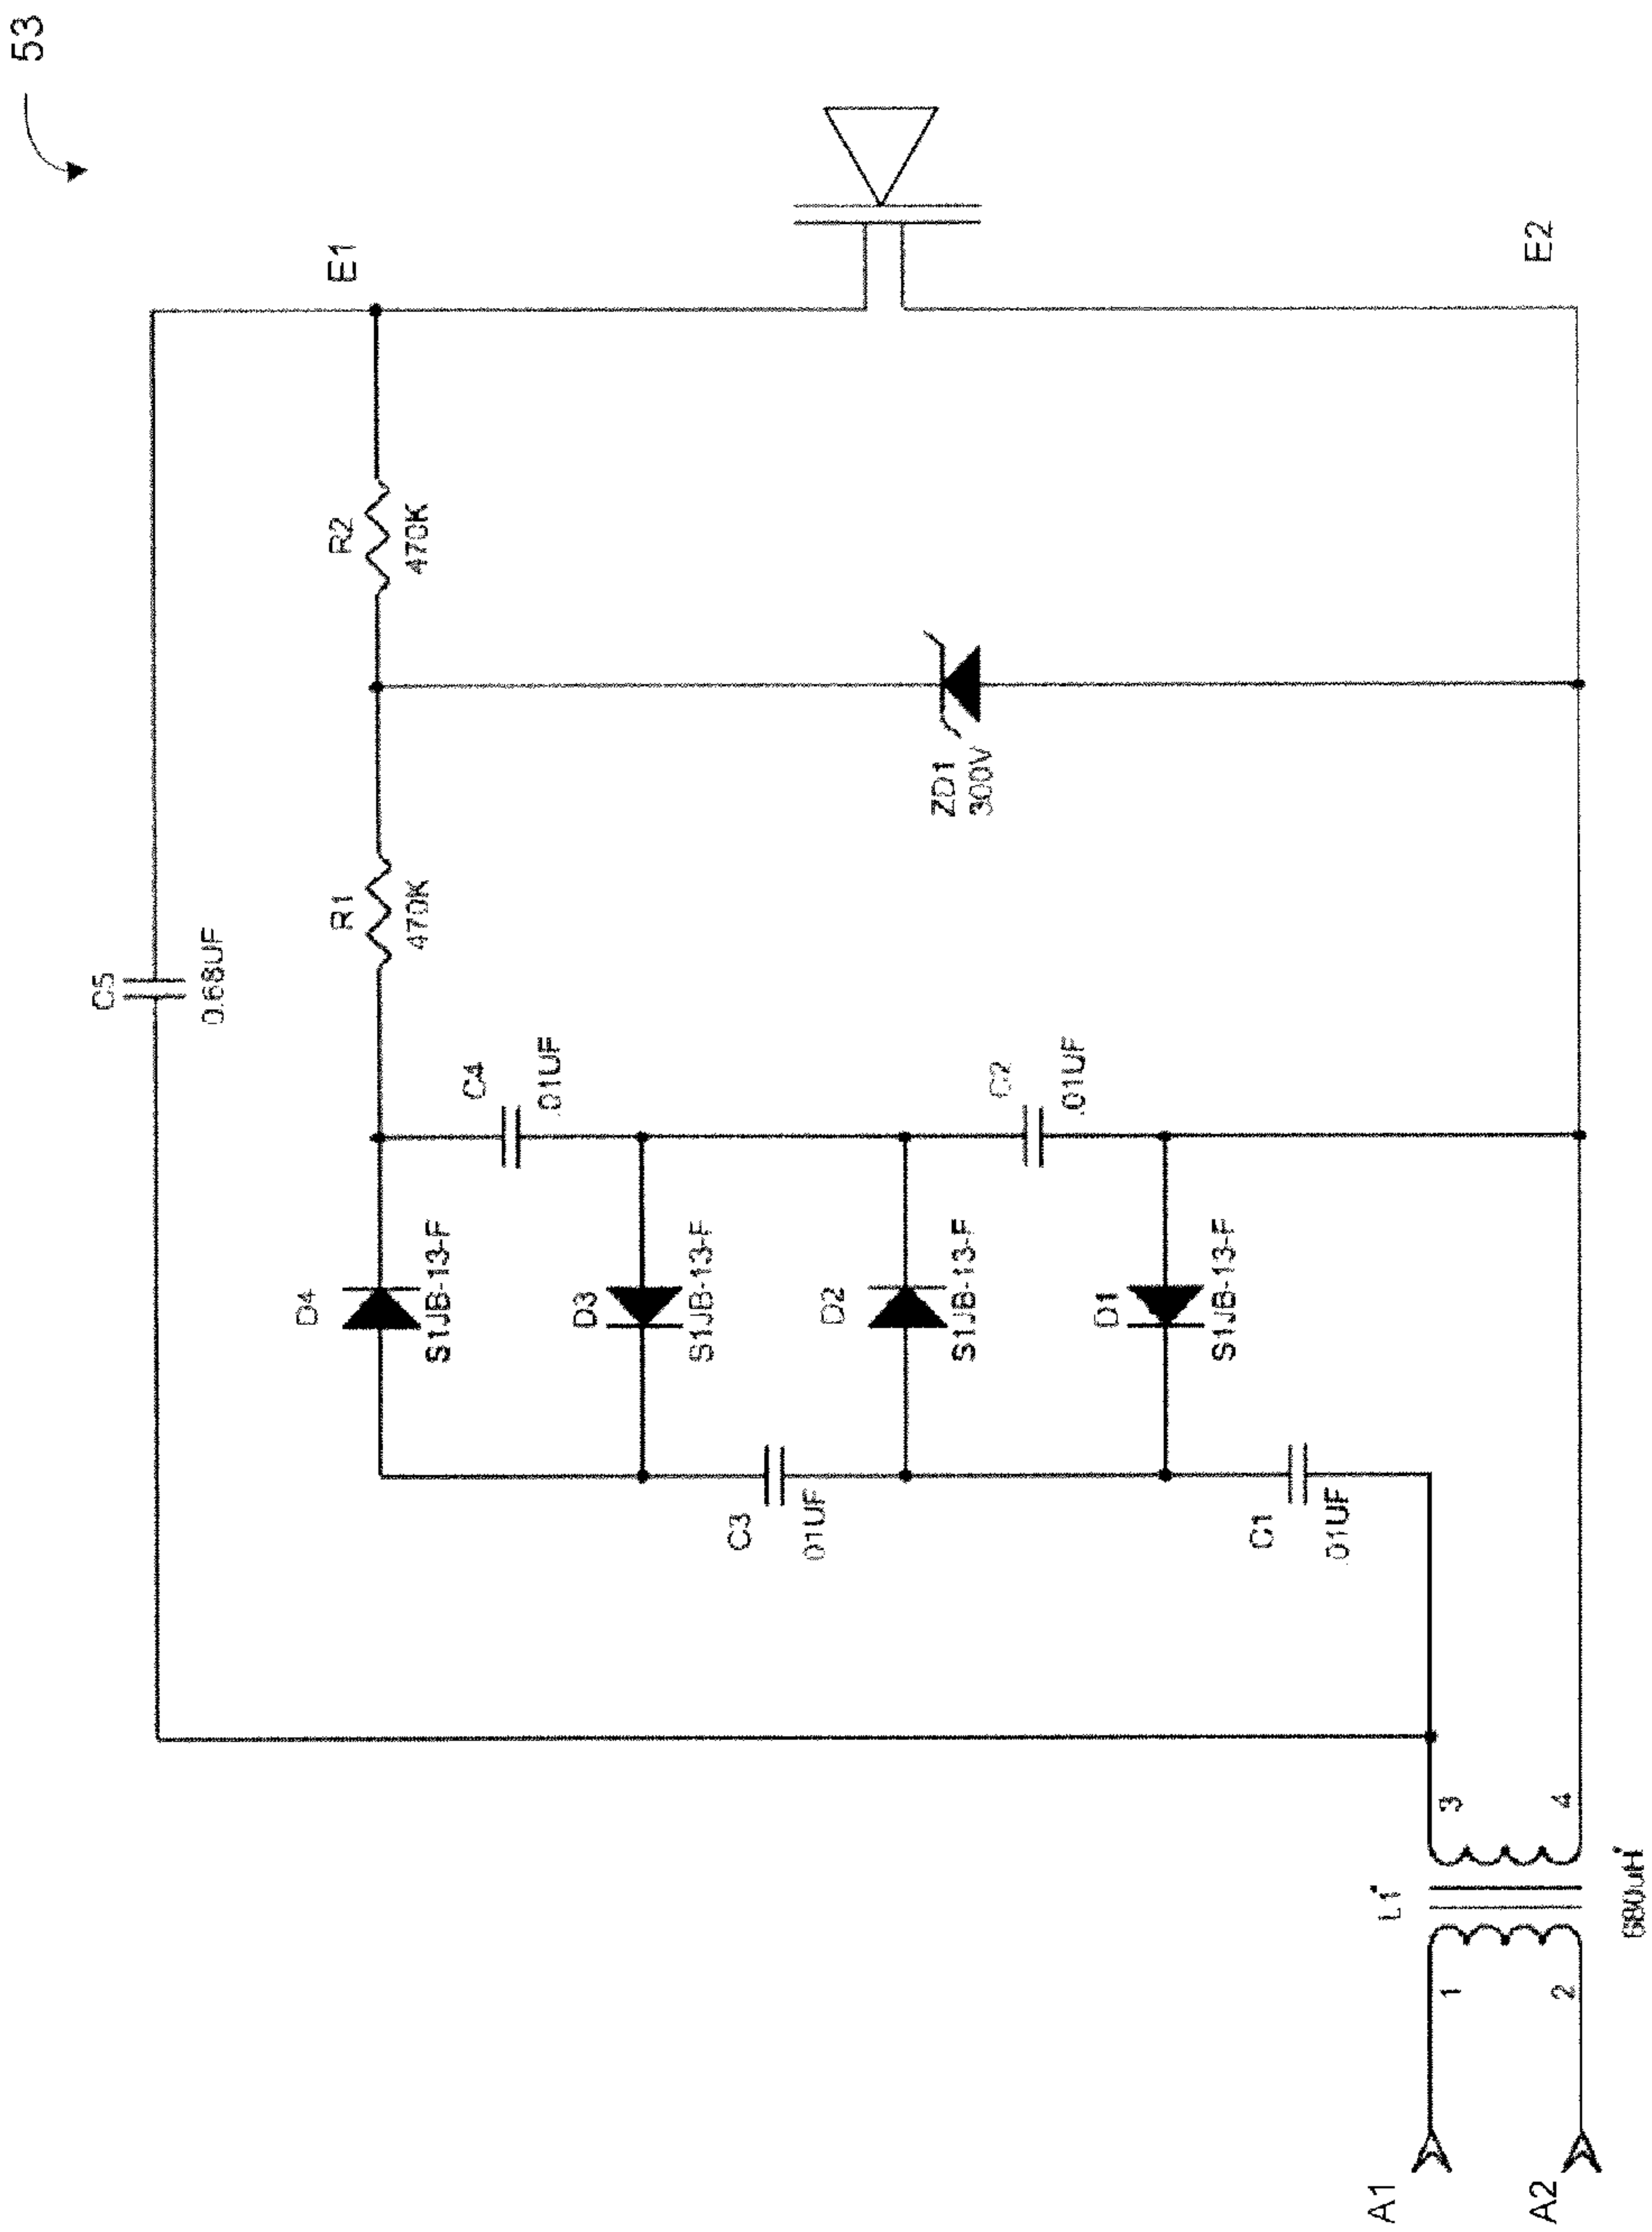 53
E1
E2
C5
0.68UF
R2
470K
R1
470K
ZD1
300V
C4
.01UF
C2
.01UF
D4
S1JB-13-F
D3
S1JB-13-F
D2
S1JB-13-F
D1
S1JB-13-F
C3
.01UF
C1
.01UF
L1*
3
4
1
2
680uH*
A1
A2